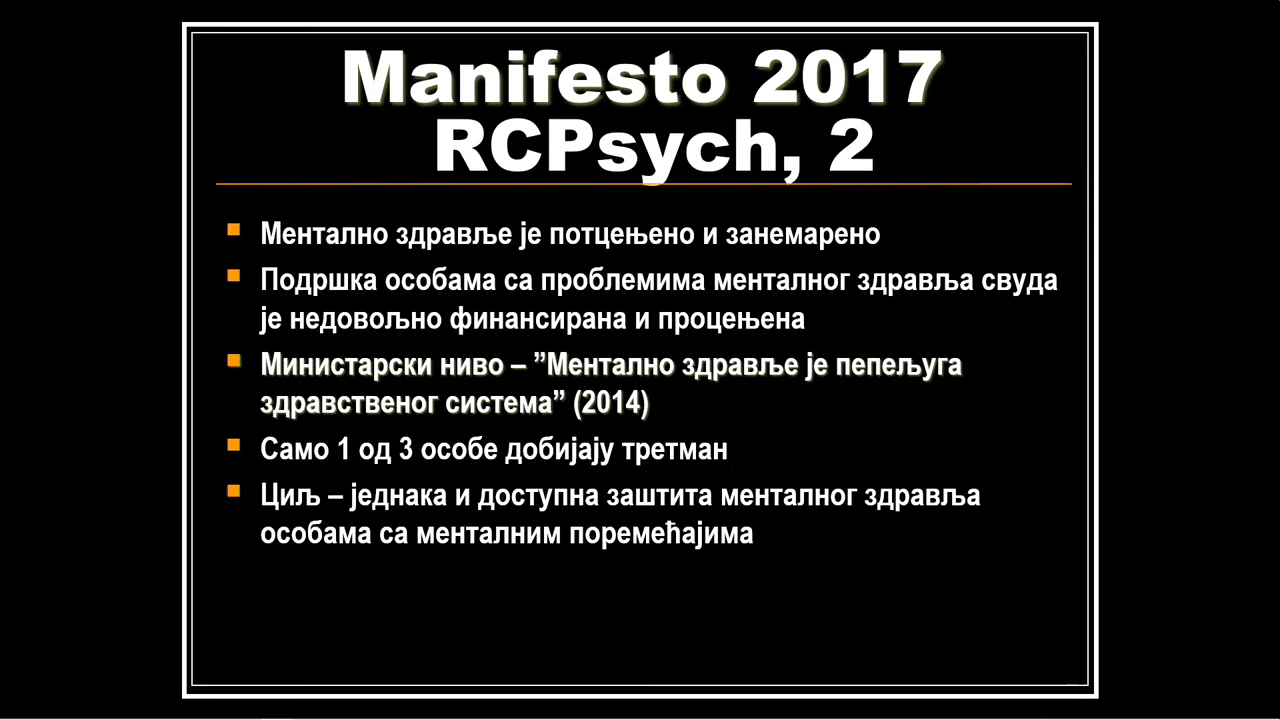 Manifesto 2017
RCPsych, 2
Ментално здравље је потцењено и занемарено
Подршка особама са проблемима менталног здравља свуда
је недовољно финансирана и процењена
Министарски ниво – ”Ментално здравље је пепељуга
здравственог система” (2014)
Само 1 од 3 особе добијају третман
Циљ – једнака и доступна заштита менталног здравља
особама са менталним поремећајима